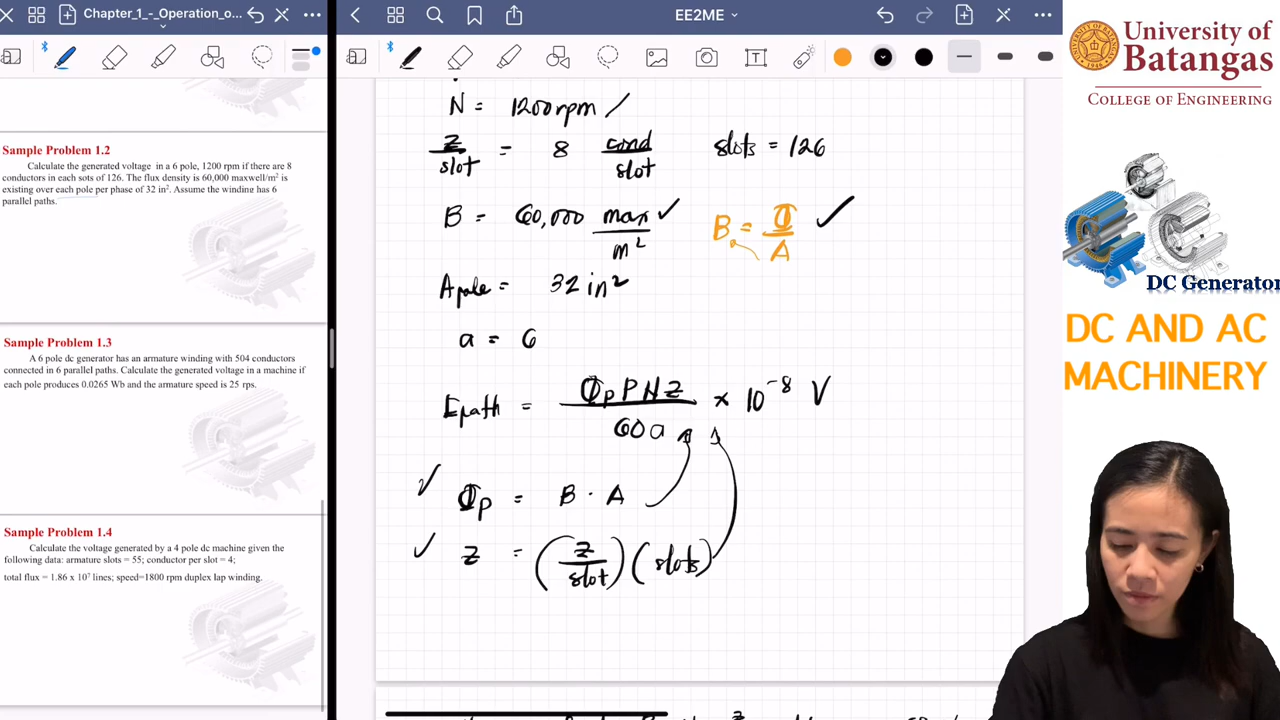 Chapter_1_-_Operation_o...
EE2ME
University of
Batangas
COLLEGE OF ENGINEERING
Sample Problem 1.2
Calculate the generated voltage in a 6 pole, 1200 rpm if there are 8
conductors in each sots of 126. The flux density is 60,000 maxwell/m² is
existing over each pole per phase of 32 in². Assume the winding has 6
parallel paths.
Sample Problem 1.3
A 6 pole dc generator has an armature winding with 504 conductors
connected in 6 parallel paths. Calculate the generated voltage in a machine if
each pole produces 0.0265 Wb and the armature speed is 25 rps.
Sample Problem 1.4
Calculate the voltage generated by a 4 pole dc machine given the
following data: armature slots = 55; conductor per slot = 4;
total flux = 1.86 x 10⁷ lines; speed=1800 rpm duplex lap winding.
N = 1200 rpm /
Z/slot = 8 cond/slot slots = 126
B = 60,000 max/m² ✓ B = Φ/A ✓
Apole = 32 in²
a = 6
Epath = ΦpPNZ/60a x 10⁻⁸ V
✓ Φp = B · A
✓ Z = (Z/slot)(slots)
DC Generator
DC AND AC
MACHINERY